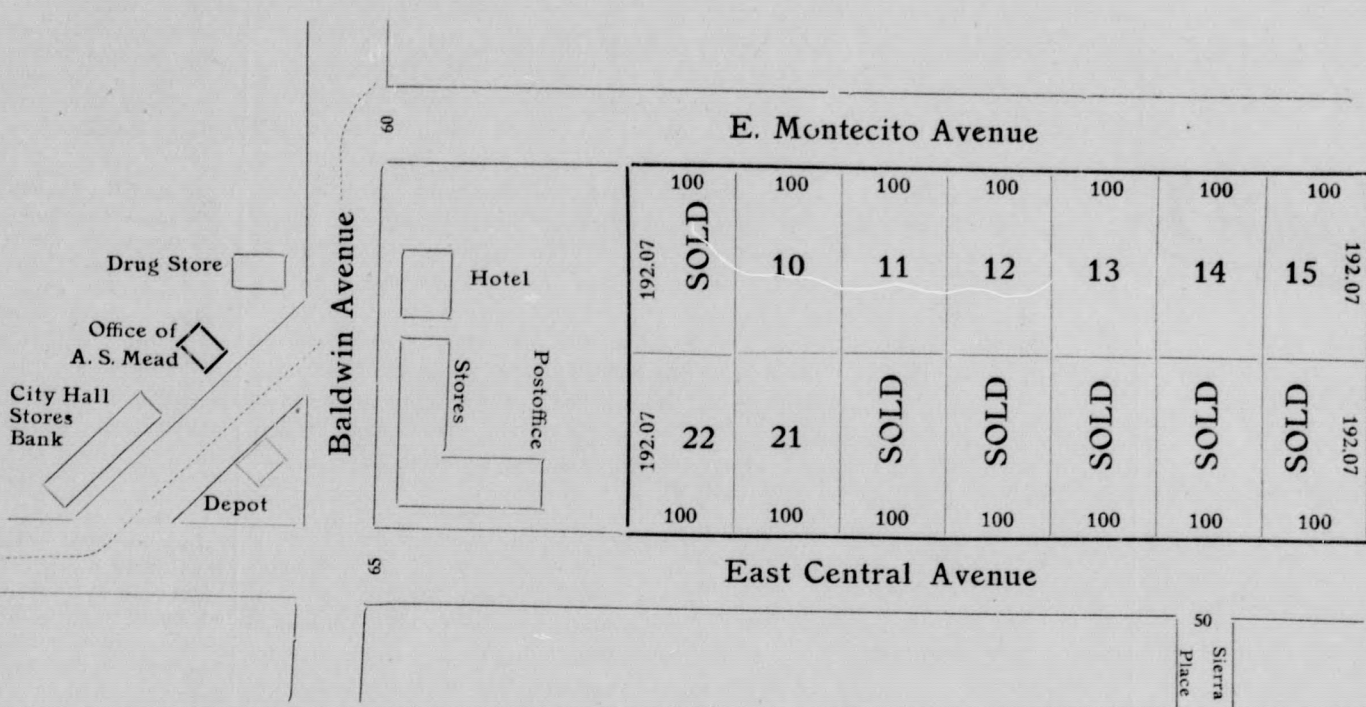 E. Montecito Avenue
60
100 100 100 100 100 100 100
192.07 SOLD 10 11 12 13 14 15 192.07
Drug Store
Office of
A. S. Mead
City Hall
Stores
Bank
Depot
Baldwin Avenue
Hotel
Stores
Postoffice
192.07 22 21 SOLD SOLD SOLD SOLD SOLD 192.07
100 100 100 100 100 100 100
65
East Central Avenue
50
Sierra
Place